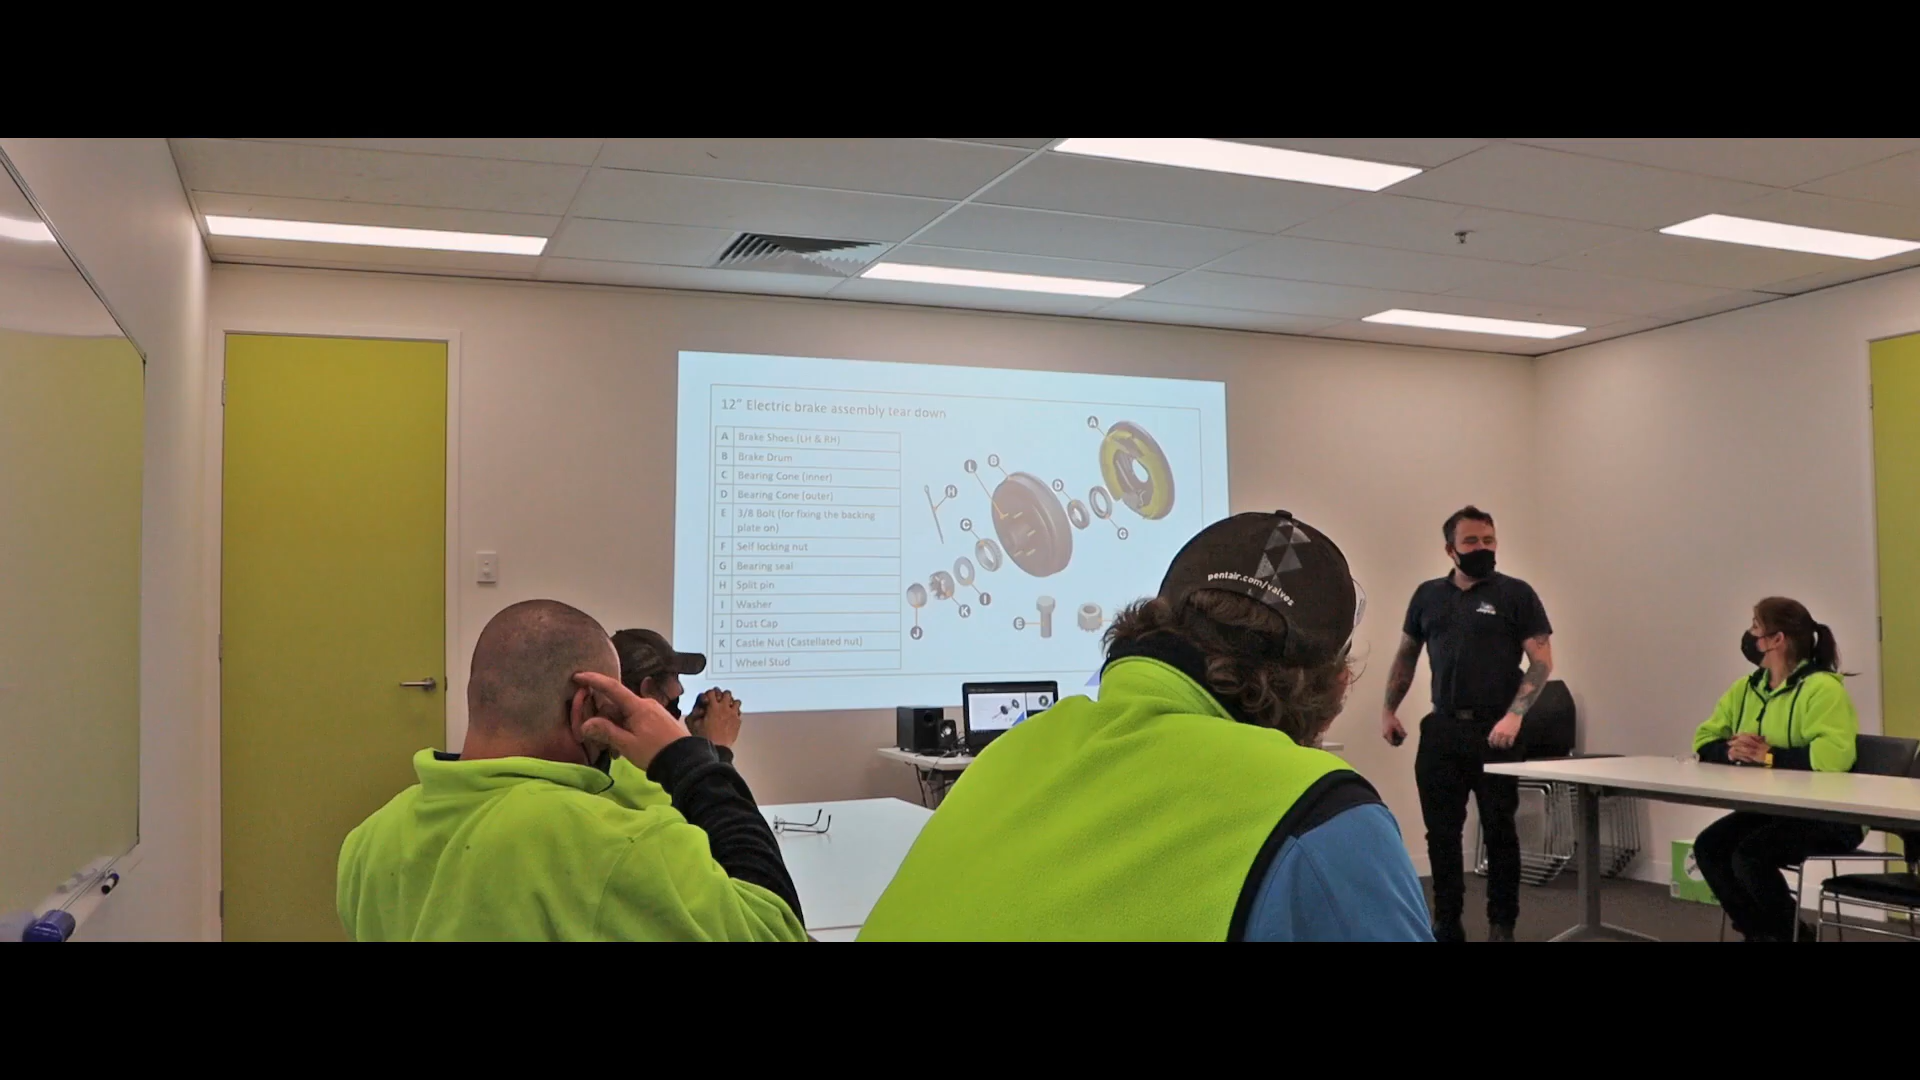 12" Electric brake assembly tear down
A Brake Shoes (LH & RH)
B Brake Drum
C Bearing Cone (inner)
D Bearing Cone (outer)
E 3/8 Bolt (for fixing the backing
plate on)
F Self locking nut
G Bearing seal
H Split pin
I Washer
J Dust Cap
K Castle Nut (Castellated nut)
L Wheel Stud
A
B
L
H
D
C
G
I
K
J
E
pentair.com/valves